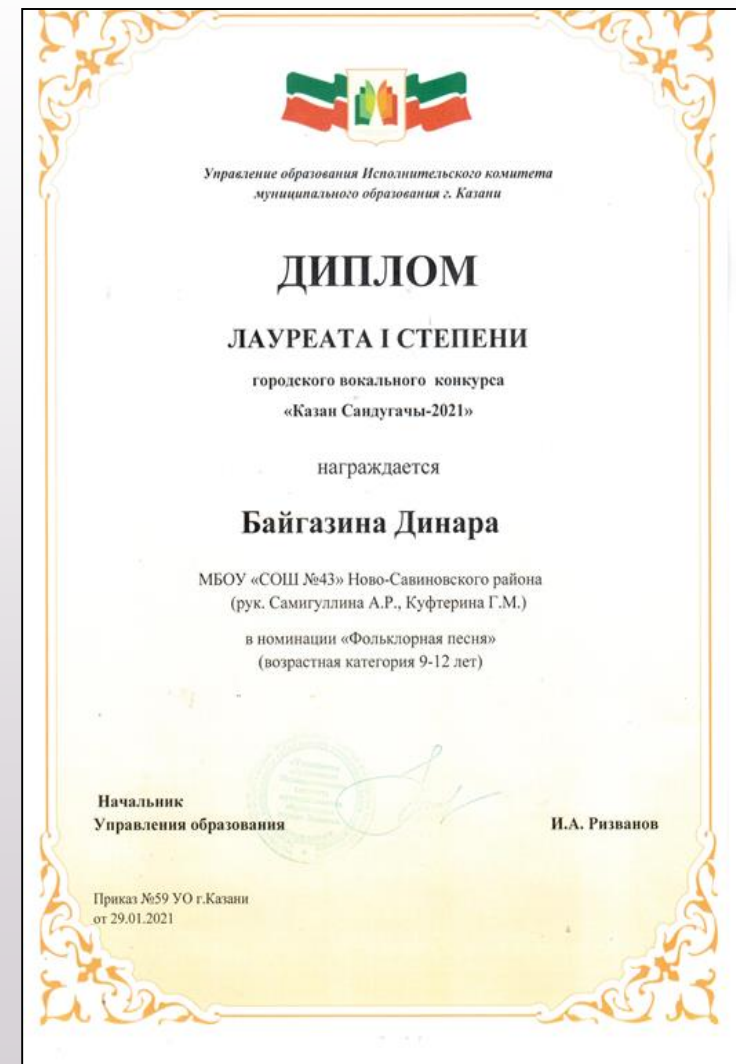 Управление образования Исполнительского комитета
муниципального образования г. Казани
ДИПЛОМ
ЛАУРЕАТА I СТЕПЕНИ
городского вокального конкурса
«Казан Сандугачы-2021»
награждается
Байгазина Динара
МБОУ «СОШ №43» Ново-Савиновского района
(рук. Самигуллина А.Р., Куфтерина Г.М.)
в номинации «Фольклорная песня»
(возрастная категория 9-12 лет)
Начальник
Управления образования
И.А. Ризванов
Приказ №59 УО г.Казани
от 29.01.2021